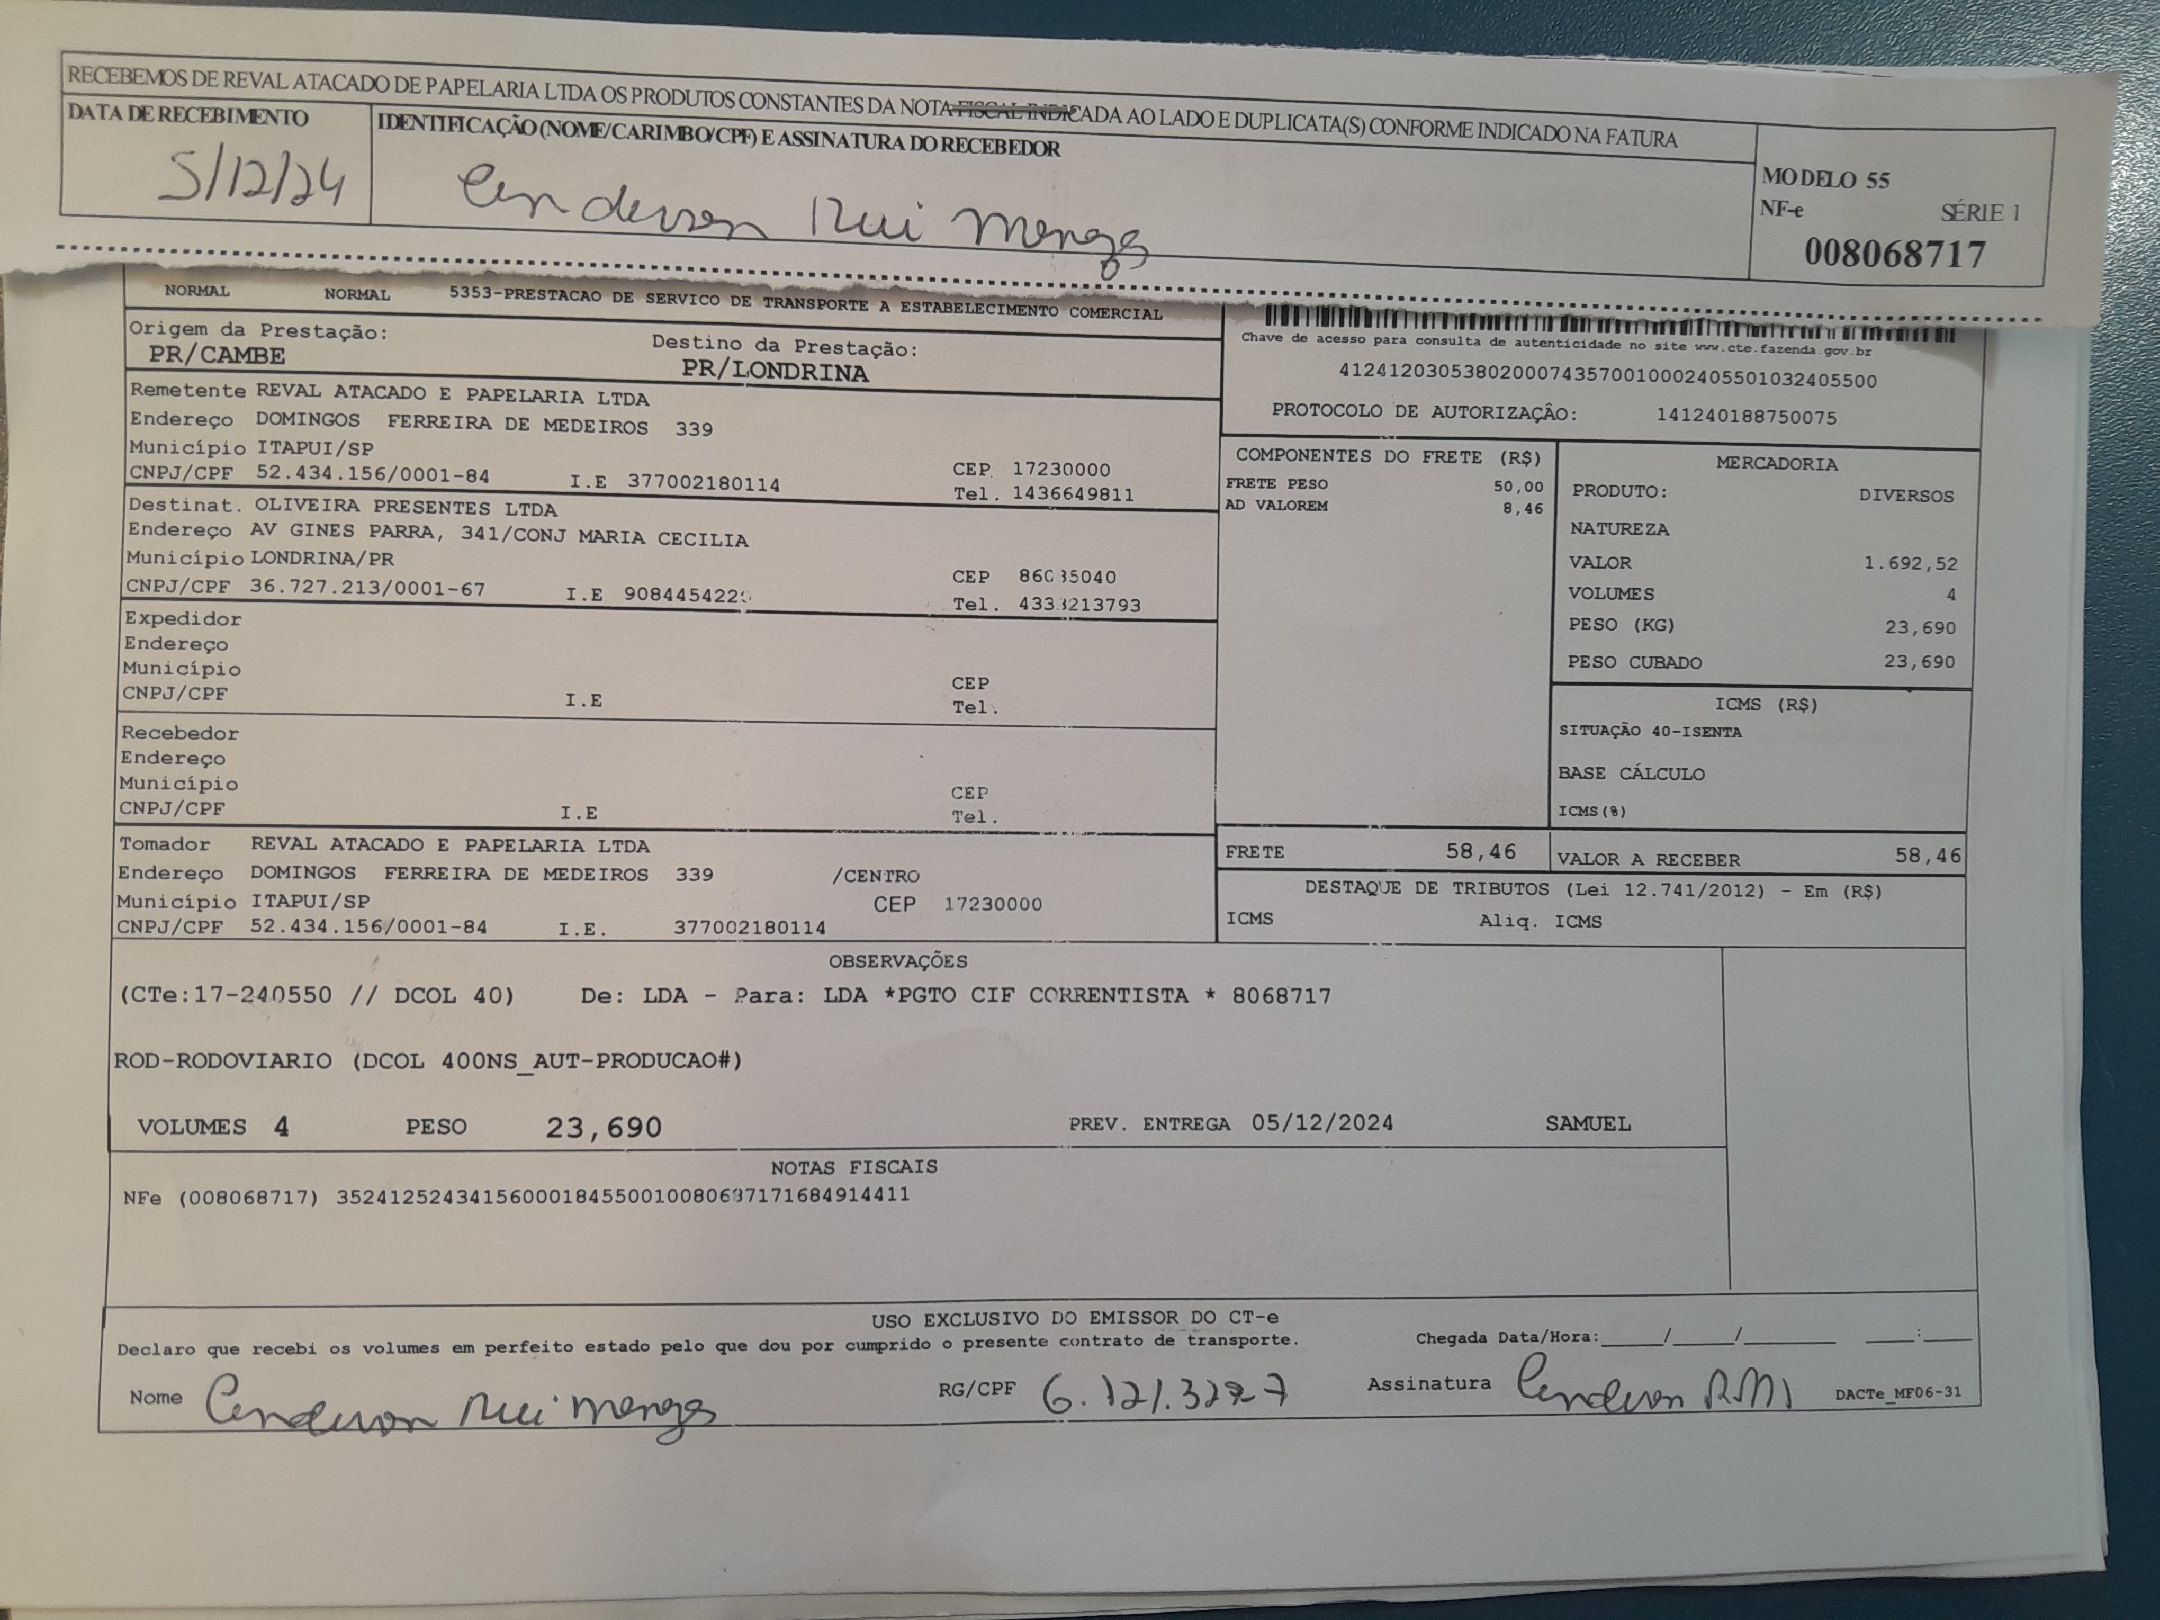 RECEBEMOS DE REVAL ATACADO DE PAPELARIA LTDA OS PRODUTOS CONSTANTES DA NOTA FISCAL INDICADA AO LADO E DUPLICATA(S) CONFORME INDICADO NA FATURA
DATA DE RECEBIMENTO
5/12/24
IDENTIFICAÇÃO (NOME/CARIMBO/CPF) E ASSINATURA DO RECEBEDOR
Rui
MODELO 55
NF-e SÉRIE 1
008068717
NORMAL NORMAL 5353-PRESTACAO DE SERVICO DE TRANSPORTE A ESTABELECIMENTO COMERCIAL
Origem da Prestação: Destino da Prestação:
PR/CAMBE PR/LONDRINA
Chave de acesso para consulta de autenticidade no site www.cte.fazenda.gov.br
41241203053802000743570010002405501032405500
PROTOCOLO DE AUTORIZAÇÃO: 141240188750075
Remetente REVAL ATACADO E PAPELARIA LTDA
Endereço DOMINGOS FERREIRA DE MEDEIROS 339
Município ITAPUI/SP CEP 17230000
CNPJ/CPF 52.434.156/0001-84 I.E 377002180114 Tel. 1436649811
Destinat. OLIVEIRA PRESENTES LTDA
Endereço AV GINES PARRA, 341/CONJ MARIA CECILIA
Município LONDRINA/PR CEP
CNPJ/CPF 36.727.213/0001-67 I.E Tel.
Expedidor
Endereço
Município CEP
CNPJ/CPF I.E Tel.
Recebedor
Endereço
Município CEP
CNPJ/CPF I.E Tel.
Tomador REVAL ATACADO E PAPELARIA LTDA
Endereço DOMINGOS FERREIRA DE MEDEIROS 339 /CENTRO
Município ITAPUI/SP CEP 17230000
CNPJ/CPF 52.434.156/0001-84 I.E. 377002180114
COMPONENTES DO FRETE (R$)
FRETE PESO 50,00
AD VALOREM 8,46
MERCADORIA
PRODUTO: DIVERSOS
NATUREZA
VALOR 1.692,52
VOLUMES 4
PESO (KG) 23,690
PESO CUBADO 23,690
ICMS (R$)
SITUAÇÃO 40-ISENTA
BASE CÁLCULO
ICMS(%)
FRETE 58,46 VALOR A RECEBER 58,46
DESTAQUE DE TRIBUTOS (Lei 12.741/2012) - Em (R$)
ICMS Aliq. ICMS
OBSERVAÇÕES
(CTe:17-240550 // DCOL 40) De: LDA - Para: LDA *PGTO CIF CORRENTISTA * 8068717
ROD-RODOVIARIO (DCOL 400NS_AUT-PRODUCAO#)
VOLUMES 4 PESO 23,690 PREV. ENTREGA 05/12/2024 SAMUEL
NOTAS FISCAIS
NFe (008068717) 35241252434156000184550010080687171684914411
USO EXCLUSIVO DO EMISSOR DO CT-e
Declaro que recebi os volumes em perfeito estado pelo que dou por cumprido o presente contrato de transporte. Chegada Data/Hora:____/____/______ ___:___
Nome Rui RG/CPF Assinatura DACTe_MF06-31